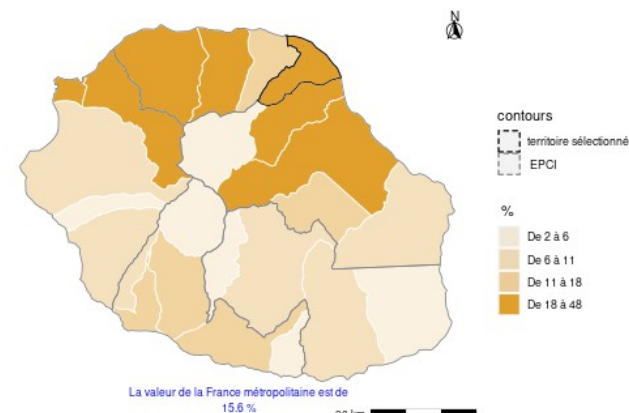 N
contours
territoire sélectionné
EPCI
%
De 2 à 6
De 6 à 11
De 11 à 18
De 18 à 48
La valeur de la France métropolitaine est de
15.6 %